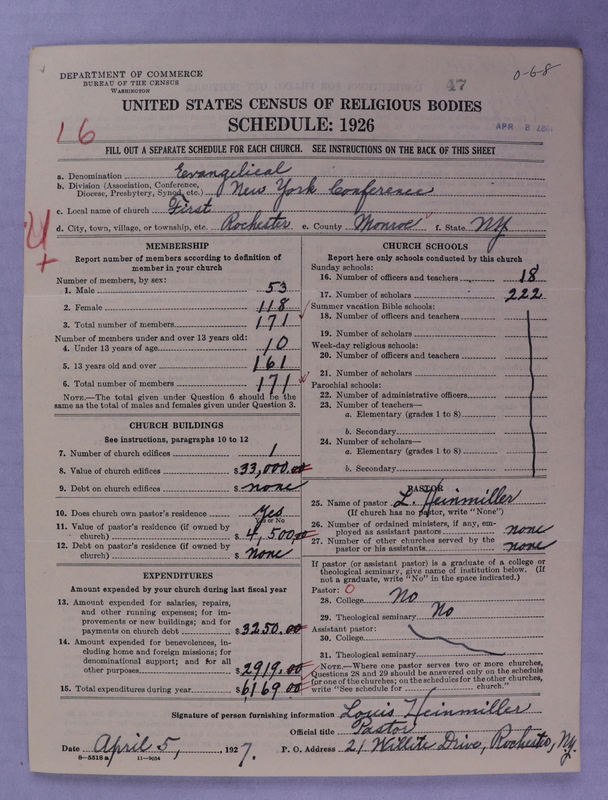 DEPARTMENT OF COMMERCE
BUREAU OF THE CENSUS
WASHINGTON
47
0-6-8
UNITED STATES CENSUS OF RELIGIOUS BODIES
SCHEDULE: 1926
APR 8
16
FILL OUT A SEPARATE SCHEDULE FOR EACH CHURCH. SEE INSTRUCTIONS ON THE BACK OF THIS SHEET
a. Denomination Evangelical
b. Division (Association, Conference, Diocese, Presbytery, Synod, etc.) New York Conference
c. Local name of church First
d. City, town, village, or township, etc. Rochester e. County Monroe f. State N.Y.
MEMBERSHIP
Report number of members according to definition of
member in your church
Number of members, by sex:
1. Male 53
2. Female 118
3. Total number of members 171
Number of members under and over 13 years old:
4. Under 13 years of age 10
5. 13 years old and over 161
6. Total number of members 171
NOTE.—The total given under Question 6 should be the
same as the total of males and females given under Question 3.
CHURCH BUILDINGS
See instructions, paragraphs 10 to 12
7. Number of church edifices 1
8. Value of church edifices $33,000.00
9. Debt on church edifices $ none
10. Does church own pastor's residence yes
Yes or No
11. Value of pastor's residence (if owned by
church) $4,500.00
12. Debt on pastor's residence (if owned by
church) $ none
EXPENDITURES
Amount expended by your church during last fiscal year
13. Amount expended for salaries, repairs,
and other running expenses; for im-
provements or new buildings; and for
payments on church debt $3250.00
14. Amount expended for benevolences, in-
cluding home and foreign missions; for
denominational support; and for all
other purposes $2919.00
15. Total expenditures during year $6169.00
CHURCH SCHOOLS
Report here only schools conducted by this church
Sunday schools:
16. Number of officers and teachers 18
17. Number of scholars 222
Summer vacation Bible schools:
18. Number of officers and teachers
19. Number of scholars
Week-day religious schools:
20. Number of officers and teachers
21. Number of scholars
Parochial schools:
22. Number of administrative officers
23. Number of teachers—
a. Elementary (grades 1 to 8)
b. Secondary
24. Number of scholars—
a. Elementary (grades 1 to 8)
b. Secondary
PASTOR
25. Name of pastor L. Heinmiller
(If church has no pastor, write "None")
26. Number of ordained ministers, if any, em-
ployed as assistant pastors none
27. Number of other churches served by the
pastor or his assistants none
If pastor (or assistant pastor) is a graduate of a college or
theological seminary, give name of institution below. (If
not a graduate, write "No" in the space indicated.)
Pastor: 0
28. College No
29. Theological seminary No
Assistant pastor:
30. College
31. Theological seminary
NOTE.—Where one pastor serves two or more churches,
Questions 28 and 29 should be answered only on the schedule
for one of the churches; on the schedules for the other churches,
write "See schedule for church."
Signature of person furnishing information Louis Heinmiller
Official title Pastor
Date April 5, 1927. P. O. Address 21 Willite Drive, Rochester, N.Y.
8—5518 a 11—9034